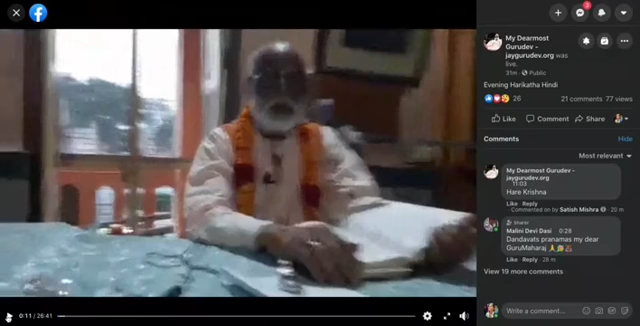 My Dearmost
Gurudev -
jaygurudev.org was
live.
31m · Public
Evening Harikatha Hindi
26
21 comments 77 views
Like Comment Share
Comments Hide
Most relevant
My Dearmost Gurudev -
jaygurudev.org
11:03
Hare Krishna
Like Reply
Commented on by Satish Mishra 20 m
Sharer
Malini Devi Dasi 0:28
Dandavats pranamas my dear
GuruMaharaj 🙏
Like Reply 28 m
View 19 more comments
0:11 / 26:41
Write a comment...